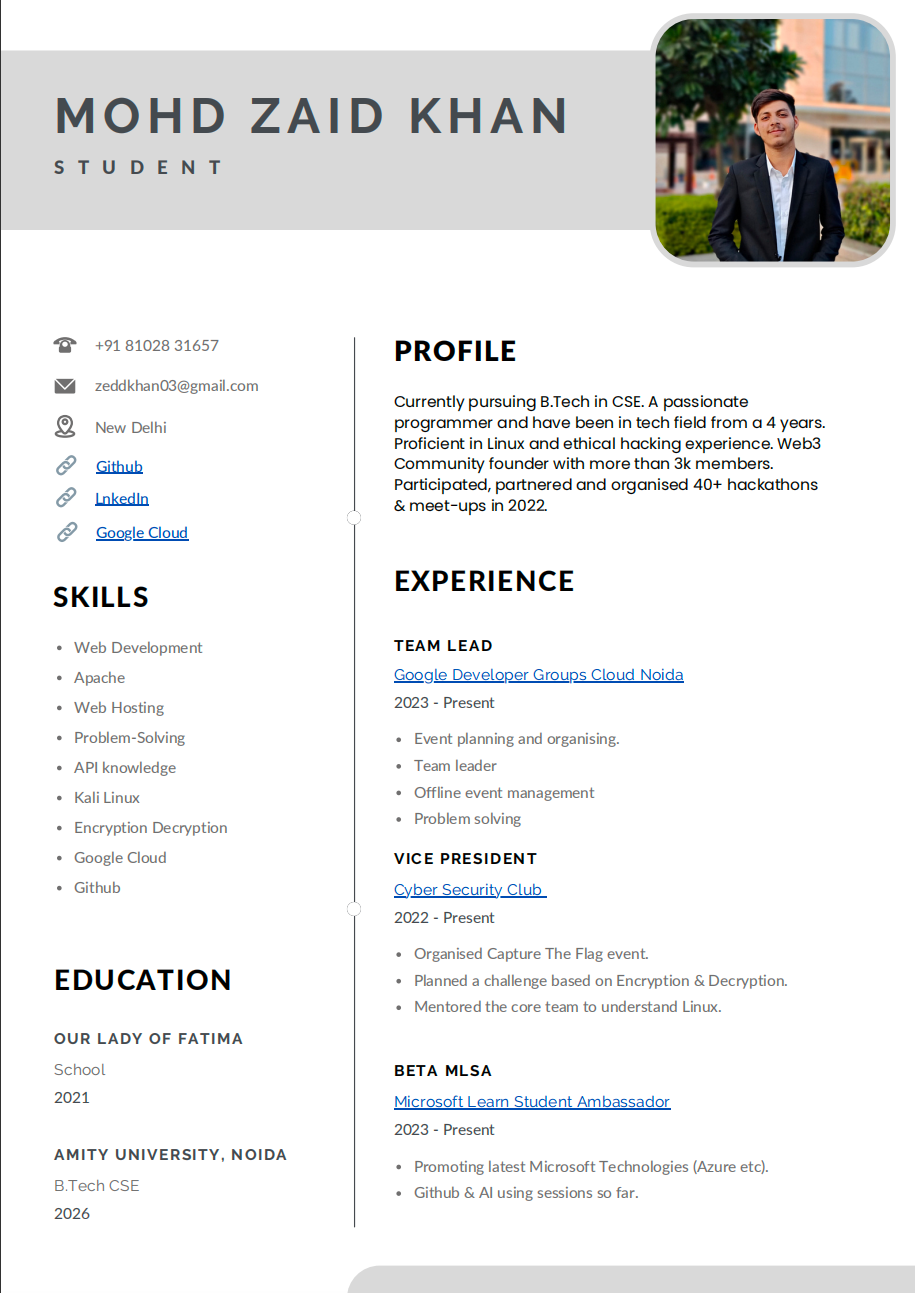 MOHD ZAID KHAN
STUDENT
+91 81028 31657
zeddkhan03@gmail.com
New Delhi
Github
LnkedIn
Google Cloud
SKILLS
• Web Development
• Apache
• Web Hosting
• Problem-Solving
• API knowledge
• Kali Linux
• Encryption Decryption
• Google Cloud
• Github
EDUCATION
OUR LADY OF FATIMA
School
2021
AMITY UNIVERSITY, NOIDA
B.Tech CSE
2026
PROFILE
Currently pursuing B.Tech in CSE. A passionate
programmer and have been in tech field from a 4 years.
Proficient in Linux and ethical hacking experience. Web3
Community founder with more than 3k members.
Participated, partnered and organised 40+ hackathons
& meet-ups in 2022.
EXPERIENCE
TEAM LEAD
Google Developer Groups Cloud Noida
2023 - Present
• Event planning and organising.
• Team leader
• Offline event management
• Problem solving
VICE PRESIDENT
Cyber Security Club
2022 - Present
• Organised Capture The Flag event.
• Planned a challenge based on Encryption & Decryption.
• Mentored the core team to understand Linux.
BETA MLSA
Microsoft Learn Student Ambassador
2023 - Present
• Promoting latest Microsoft Technologies (Azure etc).
• Github & AI using sessions so far.